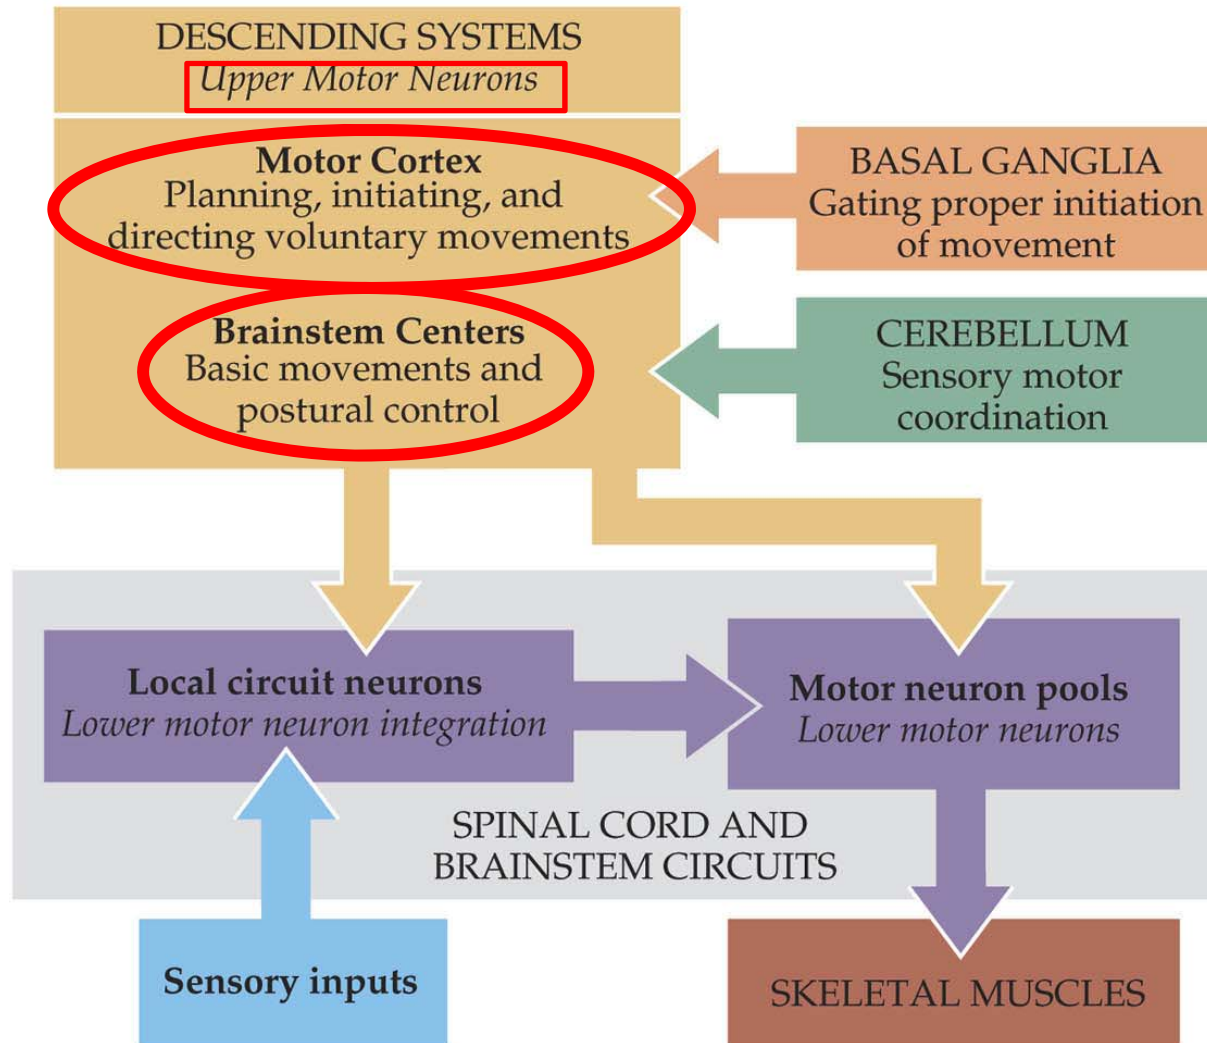 DESCENDING SYSTEMS
Upper Motor Neurons
Motor Cortex
Planning, initiating, and
directing voluntary movements
Brainstem Centers
Basic movements and
postural control
BASAL GANGLIA
Gating proper initiation
of movement
CEREBELLUM
Sensory motor
coordination
Local circuit neurons
Lower motor neuron integration
Motor neuron pools
Lower motor neurons
SPINAL CORD AND
BRAINSTEM CIRCUITS
Sensory inputs
SKELETAL MUSCLES